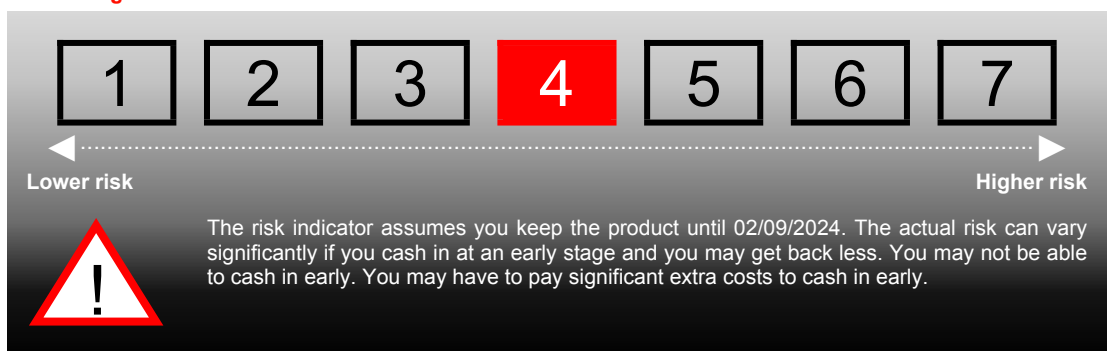 1 2 3 4 5 6 7
Lower risk Higher risk
The risk indicator assumes you keep the product until 02/09/2024. The actual risk can vary
significantly if you cash in at an early stage and you may get back less. You may not be able
to cash in early. You may have to pay significant extra costs to cash in early.
!